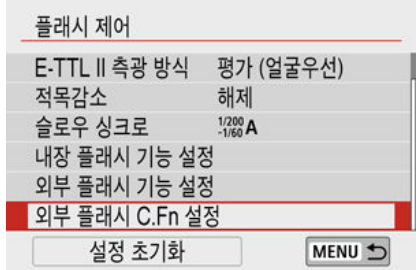 플래시 제어
E-TTL II 측광 방식 평가 (얼굴우선)
적목감소 해제
슬로우 싱크로 1/200-1/60 A
내장 플래시 기능 설정
외부 플래시 기능 설정
외부 플래시 C.Fn 설정
설정 초기화 MENU